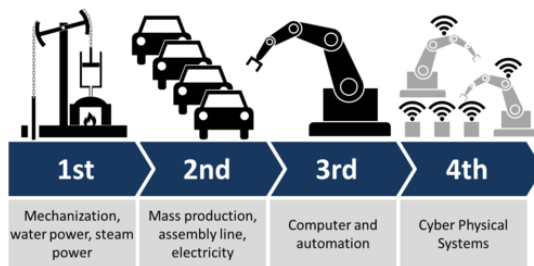 1st
2nd
3rd
4th
Mechanization,
water power, steam
power
Mass production,
assembly line,
electricity
Computer and
automation
Cyber Physical
Systems